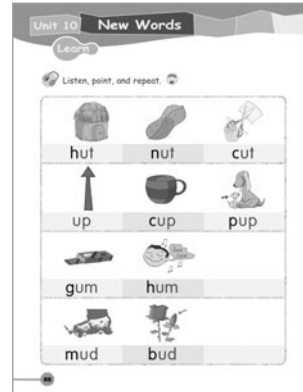 Unit 10 New Words
Learn
Listen, point, and repeat.
hut nut cut
up cup pup
gum hum
mud bud